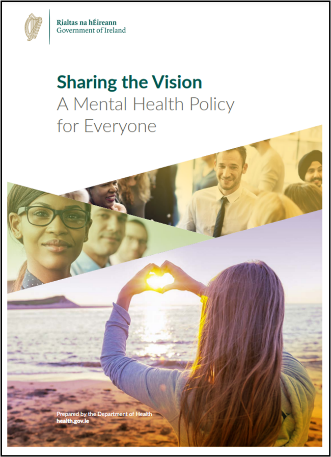 Rialtas na hÉireann
Government of Ireland
Sharing the Vision
A Mental Health Policy
for Everyone
Prepared by the Department of Health
health.gov.ie